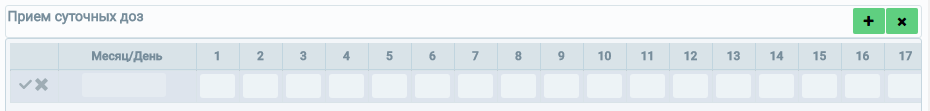 Прием суточных доз
Месяц/День 1 2 3 4 5 6 7 8 9 10 11 12 13 14 15 16 17